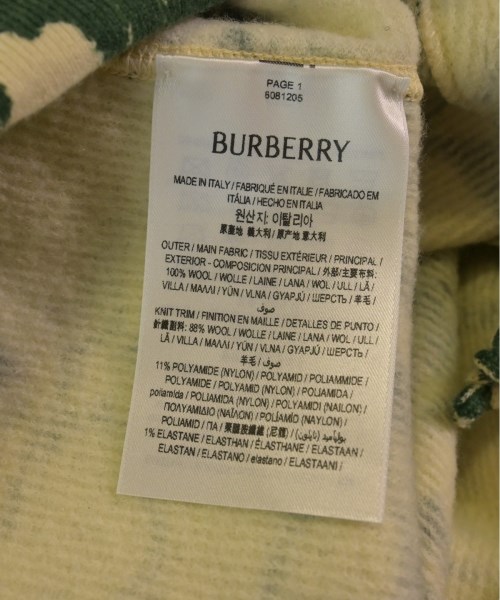 PAGE 1
8081205
BURBERRY
MADE IN ITALY / FABRIQUÉ EN ITALIE / FABRICADO EM
ITÁLIA / HECHO EN ITALIA
원산지: 이탈리아
原産地 義大利 / 原产地 意大利
OUTER / MAIN FABRIC / TISSU EXTÉRIEUR / PRINCIPAL /
EXTERIOR - COMPOSICION PRINCIPAL / 外部/主要布料:
100% WOOL / WOLLE / LAINE / LANA / WOL / ULL / LÃ /
VILLA / ΜΑΛΛΙ / YÜN / VLNA / GYAPJÚ / ШЕРСТЬ / 羊毛 /
صوف
KNIT TRIM / FINITION EN MAILLE / DETALLES DE PUNTO /
針織副料: 88% WOOL / WOLLE / LAINE / LANA / WOL / ULL /
LÃ / VILLA / ΜΑΛΛΙ / YÜN / VLNA / GYAPJÚ / ШЕРСТЬ /
羊毛 / صوف
11% POLYAMIDE (NYLON) / POLYAMID / POLIAMMIDE /
POLYAMIDE / POLYAMID (NYLON) / POLIAMIDA /
poliamida / POLYAMID (NYLON) / POLYAMIDI (NAILON) /
ΠΟΛΥΑΜΙΔΙΟ (ΝΑΪΛΟΝ) / POLİAMİD (NAYLON) /
POLIAMID / ПА / 聚醯胺纖維 (尼龍) / بوليأميد (نايلون) /
1% ELASTANE / ELASTHAN / ÉLASTHANE / ELASTAAN /
ELASTAN / ELASTANO / elastano / ELASTAANI /